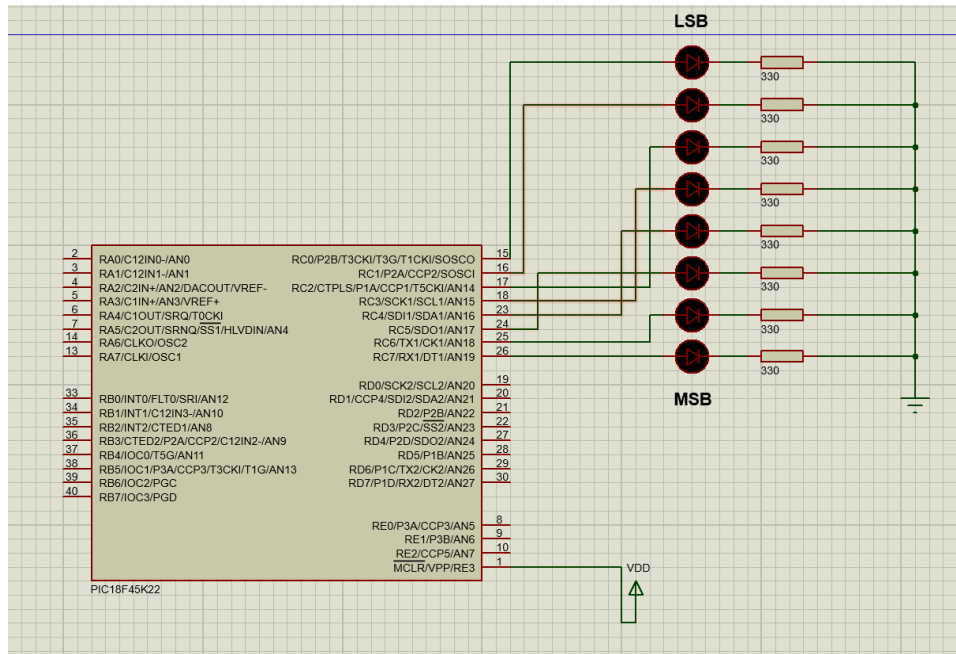 LSB
330
330
330
330
330
330
330
330
MSB
2 RA0/C12IN0-/AN0 RC0/P2B/T3CKI/T3G/T1CKI/SOSCO 15
3 RA1/C12IN1-/AN1 RC1/P2A/CCP2/SOSCI 16
4 RA2/C2IN+/AN2/DACOUT/VREF- RC2/CTPLS/P1A/CCP1/T5CKI/AN14 17
5 RA3/C1IN+/AN3/VREF+ RC3/SCK1/SCL1/AN15 18
6 RA4/C1OUT/SRQ/T0CKI RC4/SDI1/SDA1/AN16 23
7 RA5/C2OUT/SRNQ/SS1/HLVDIN/AN4 RC5/SDO1/AN17 24
14 RA6/CLKO/OSC2 RC6/TX1/CK1/AN18 25
13 RA7/CLKI/OSC1 RC7/RX1/DT1/AN19 26
RD0/SCK2/SCL2/AN20 19
33 RB0/INT0/FLT0/SRI/AN12 RD1/CCP4/SDI2/SDA2/AN21 20
34 RB1/INT1/C12IN3-/AN10 RD2/P2B/AN22 21
35 RB2/INT2/CTED1/AN8 RD3/P2C/SS2/AN23 22
36 RB3/CTED2/P2A/CCP2/C12IN2-/AN9 RD4/P2D/SDO2/AN24 27
37 RB4/IOC0/T5G/AN11 RD5/P1B/AN25 28
38 RB5/IOC1/P3A/CCP3/T3CKI/T1G/AN13 RD6/P1C/TX2/CK2/AN26 29
39 RB6/IOC2/PGC RD7/P1D/RX2/DT2/AN27 30
40 RB7/IOC3/PGD
RE0/P3A/CCP3/AN5 8
RE1/P3B/AN6 9
RE2/CCP5/AN7 10
MCLR/VPP/RE3 1
VDD
PIC18F45K22